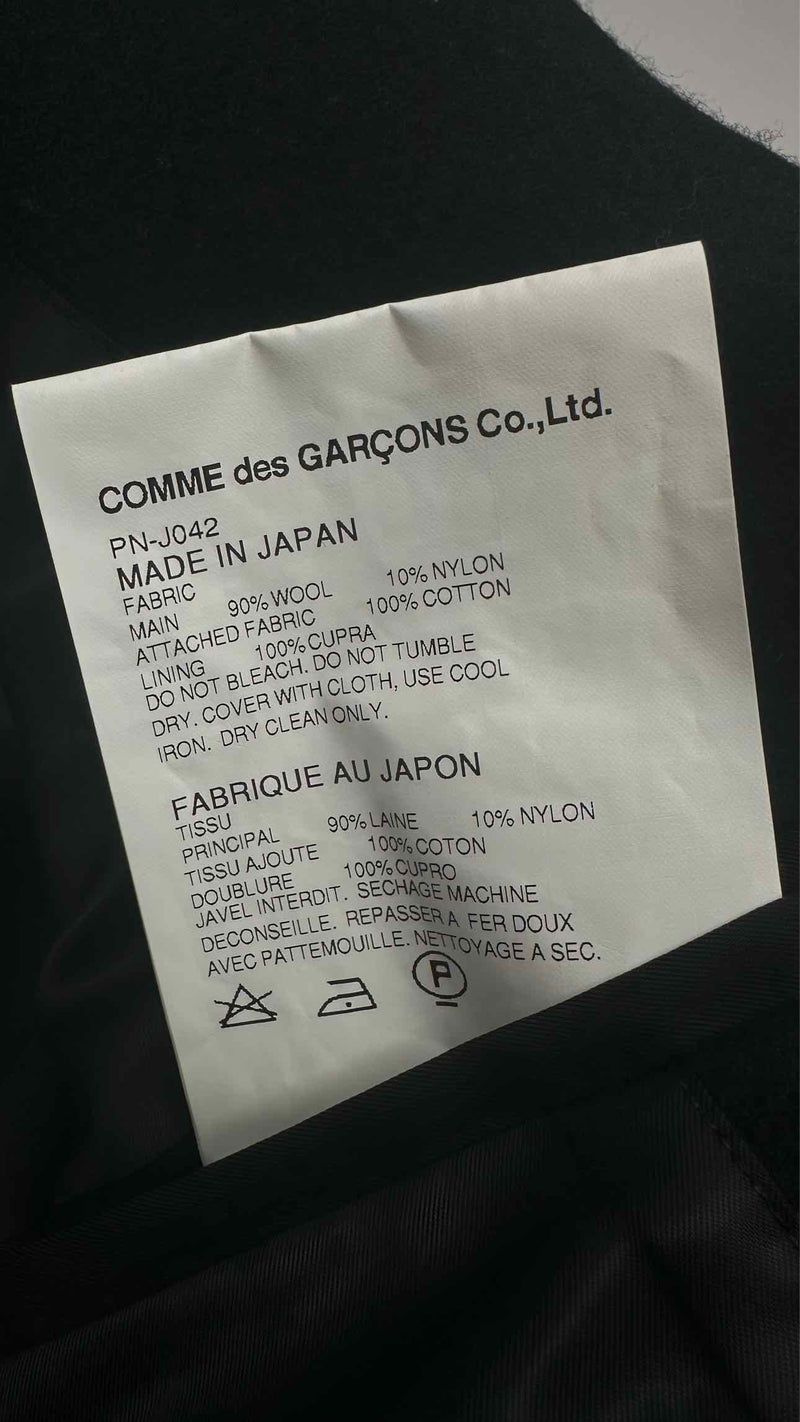 COMME des GARÇONS Co.,Ltd.
PN-J042
MADE IN JAPAN
FABRIC
MAIN 90% WOOL 10% NYLON
ATTACHED FABRIC 100% COTTON
LINING 100% CUPRA
DO NOT BLEACH. DO NOT TUMBLE
DRY. COVER WITH CLOTH, USE COOL
IRON. DRY CLEAN ONLY.
FABRIQUE AU JAPON
TISSU
PRINCIPAL 90% LAINE 10% NYLON
TISSU AJOUTE 100% COTON
DOUBLURE 100% CUPRO
JAVEL INTERDIT. SECHAGE MACHINE
DECONSEILLE. REPASSER A FER DOUX
AVEC PATTEMOUILLE. NETTOYAGE A SEC.
P